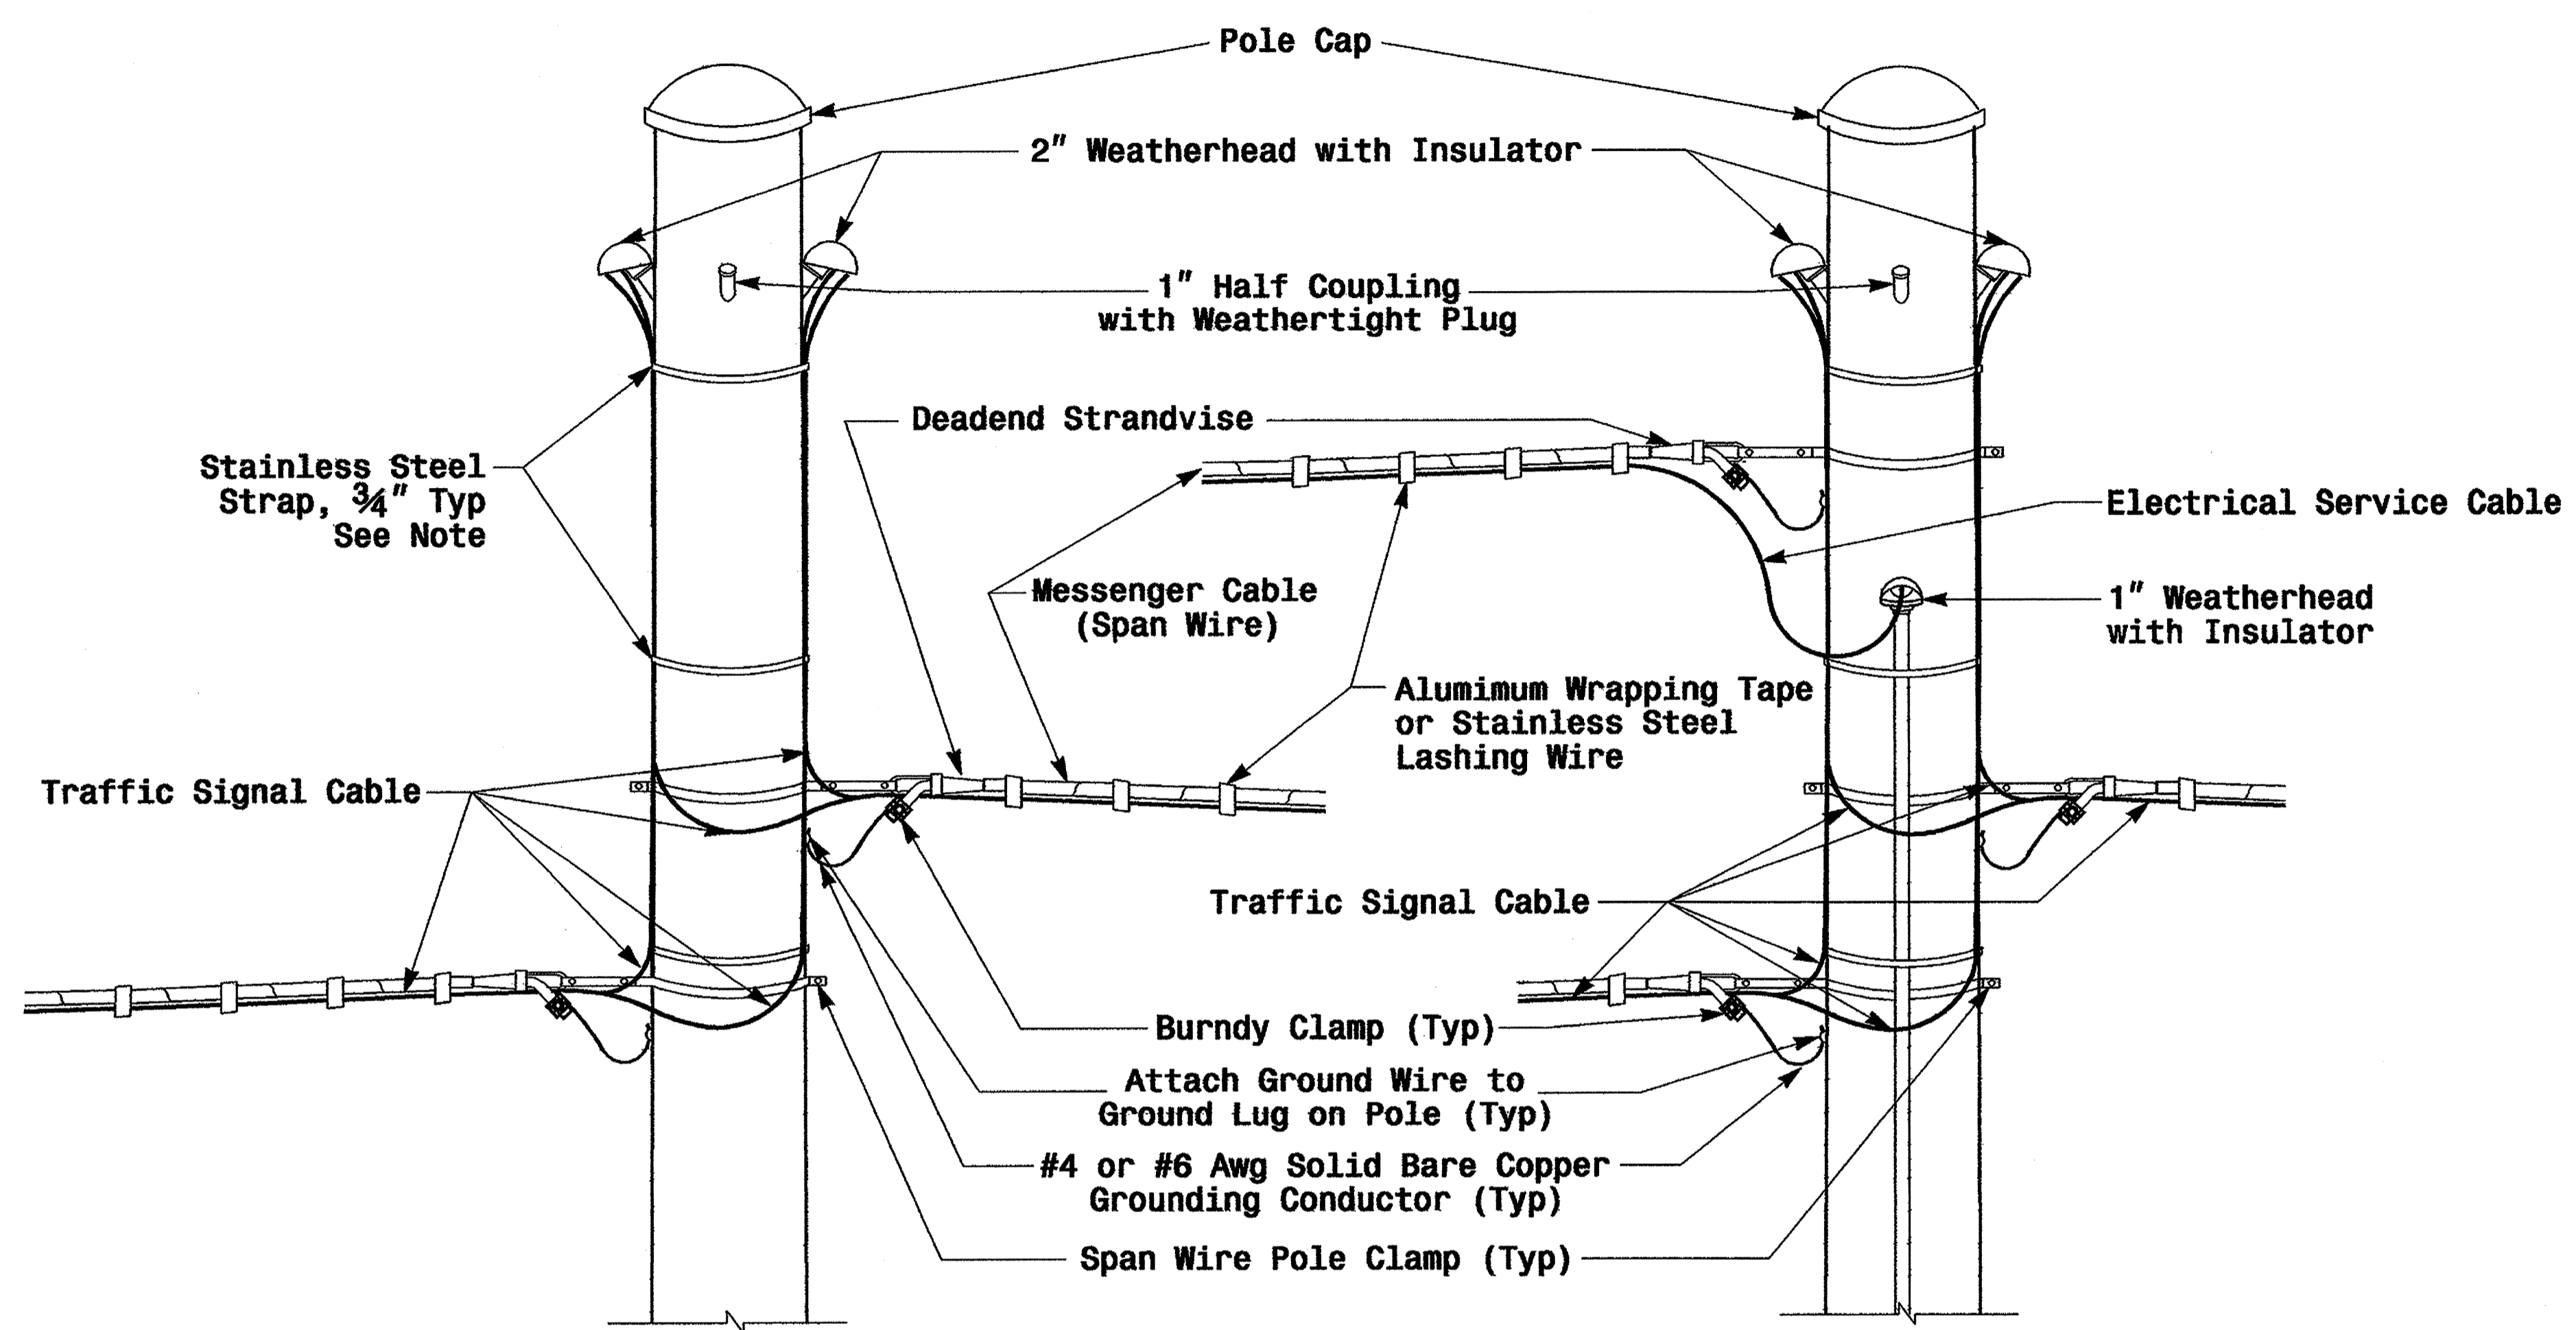 Pole Cap
2" Weatherhead with Insulator
1" Half Coupling
with Weathertight Plug
Deadend Strandvise
Stainless Steel
Strap, ¾" Typ
See Note
Electrical Service Cable
Messenger Cable
(Span Wire)
1" Weatherhead
with Insulator
Alumimum Wrapping Tape
or Stainless Steel
Lashing Wire
Traffic Signal Cable
Traffic Signal Cable
Burndy Clamp (Typ)
Attach Ground Wire to
Ground Lug on Pole (Typ)
#4 or #6 Awg Solid Bare Copper
Grounding Conductor (Typ)
Span Wire Pole Clamp (Typ)